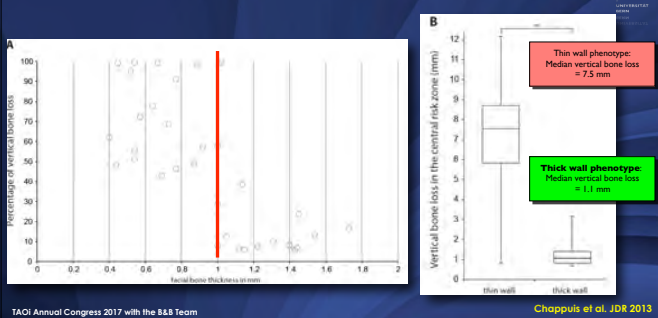 UNIVERSITÄT
BERN
A
Percentage of vertical bone loss
100
90
80
70
60
50
40
30
20
10
0
0 0.2 0.4 0.6 0.8 1 1.2 1.4 1.6 1.8 2
facial bone thickness in mm
B
Vertical bone loss in the central risk zone (mm)
12
11
10
9
8
7
6
5
4
3
2
1
0
thin wall thick wall
Thin wall phenotype:
Median vertical bone loss
= 7.5 mm
Thick wall phenotype:
Median vertical bone loss
= 1.1 mm
TAOi Annual Congress 2017 with the B&B Team
Chappuis et al. JDR 2013